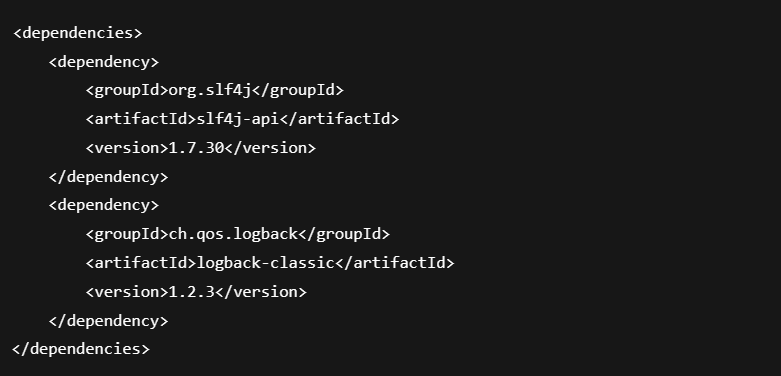 <dependencies>
    <dependency>
        <groupId>org.slf4j</groupId>
        <artifactId>slf4j-api</artifactId>
        <version>1.7.30</version>
    </dependency>
    <dependency>
        <groupId>ch.qos.logback</groupId>
        <artifactId>logback-classic</artifactId>
        <version>1.2.3</version>
    </dependency>
</dependencies>